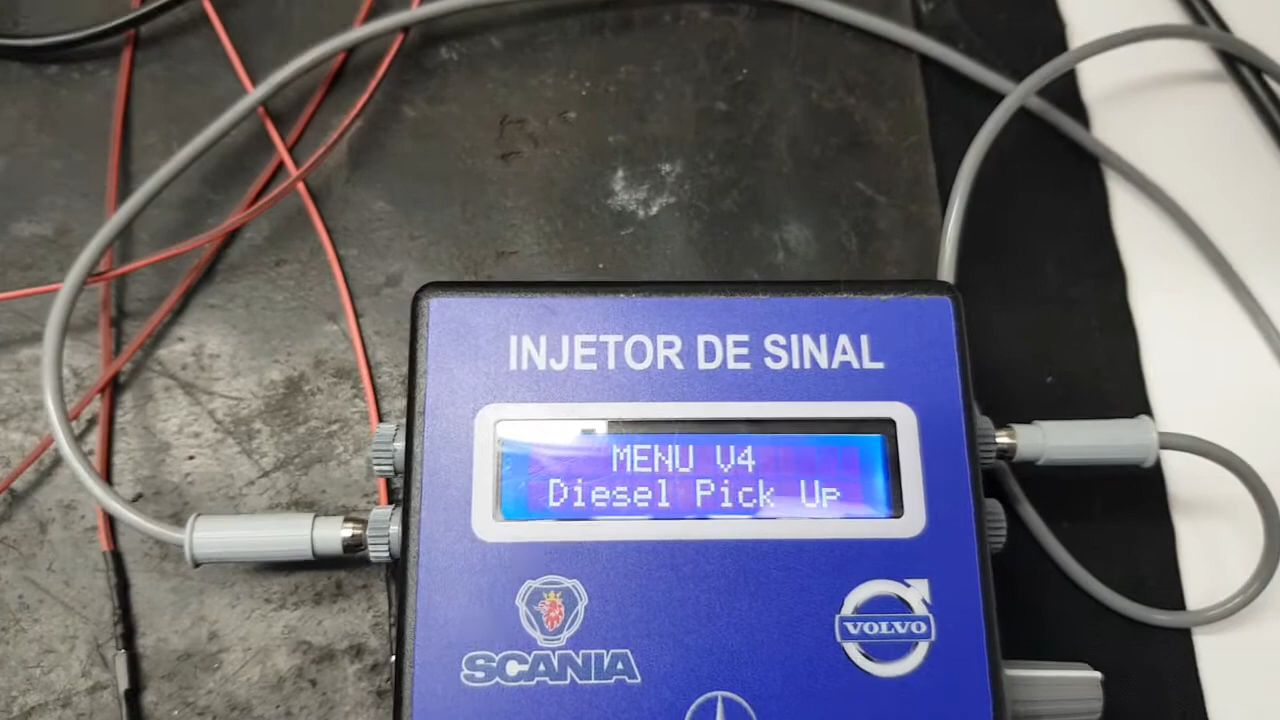 INJETOR DE SINAL
MENU V4
Diesel Pick Up
SCANIA
VOLVO